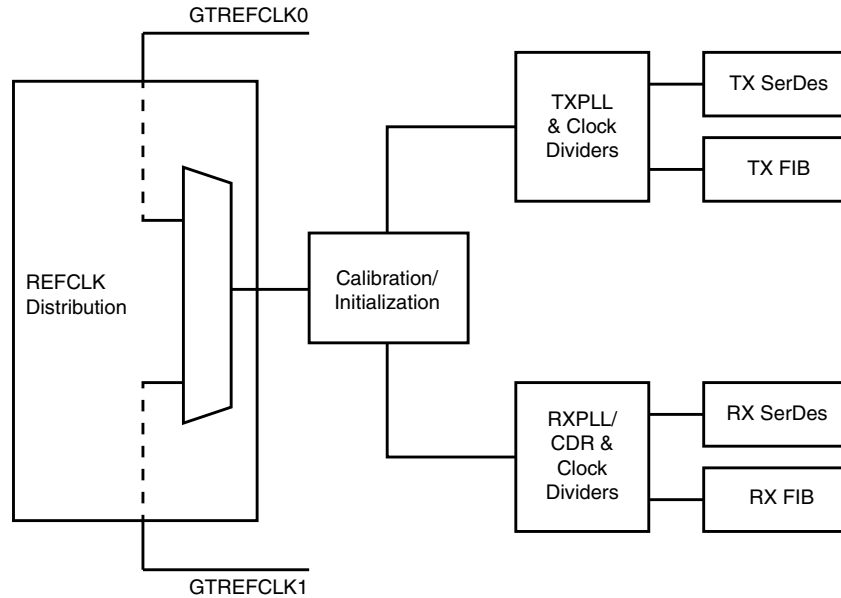 GTREFCLK0
REFCLK
Distribution
Calibration/
Initialization
TXPLL
& Clock
Dividers
TX SerDes
TX FIB
RXPLL/
CDR &
Clock
Dividers
RX SerDes
RX FIB
GTREFCLK1